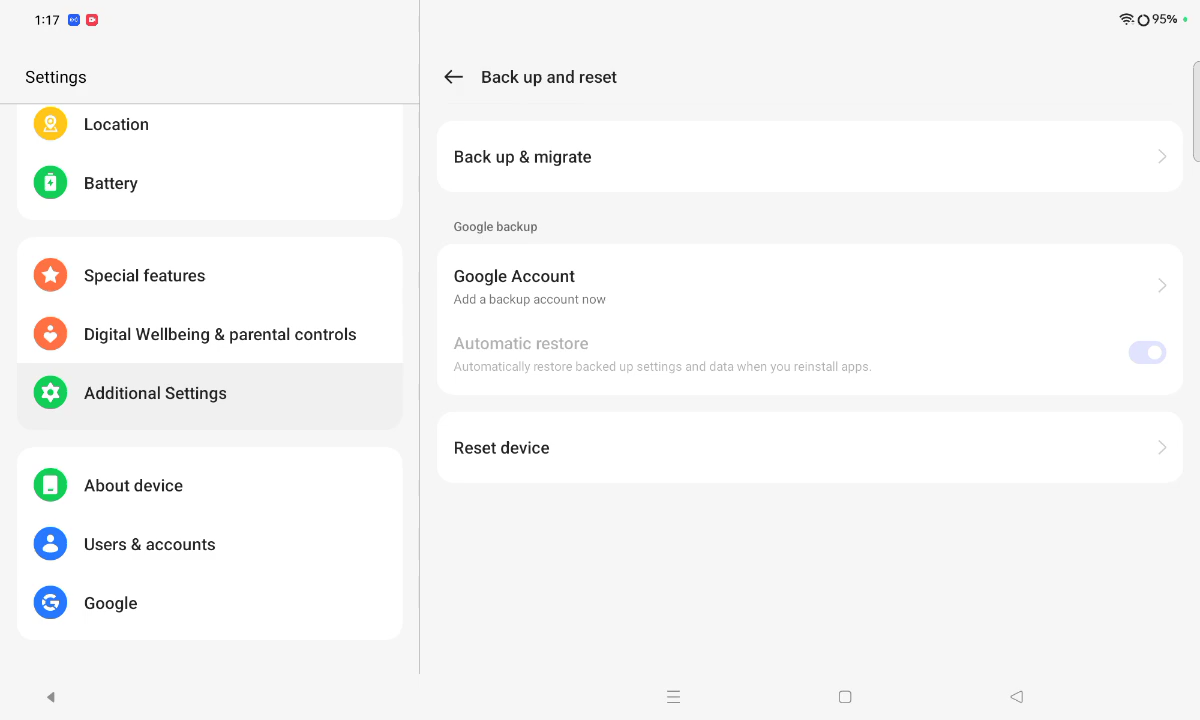 1:17
95%
Settings
Location
Battery
Special features
Digital Wellbeing & parental controls
Additional Settings
About device
Users & accounts
Google
Back up and reset
Back up & migrate
Google backup
Google Account
Add a backup account now
Automatic restore
Automatically restore backed up settings and data when you reinstall apps.
Reset device